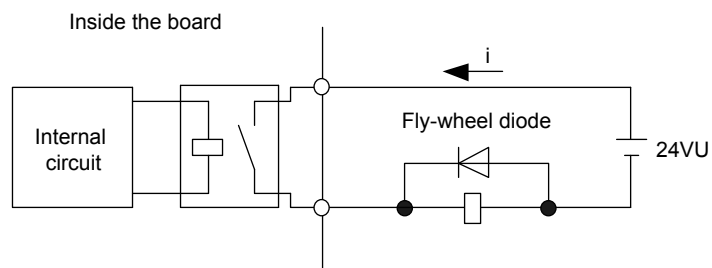 Inside the board
i
Fly-wheel diode
Internal
circuit
24VU